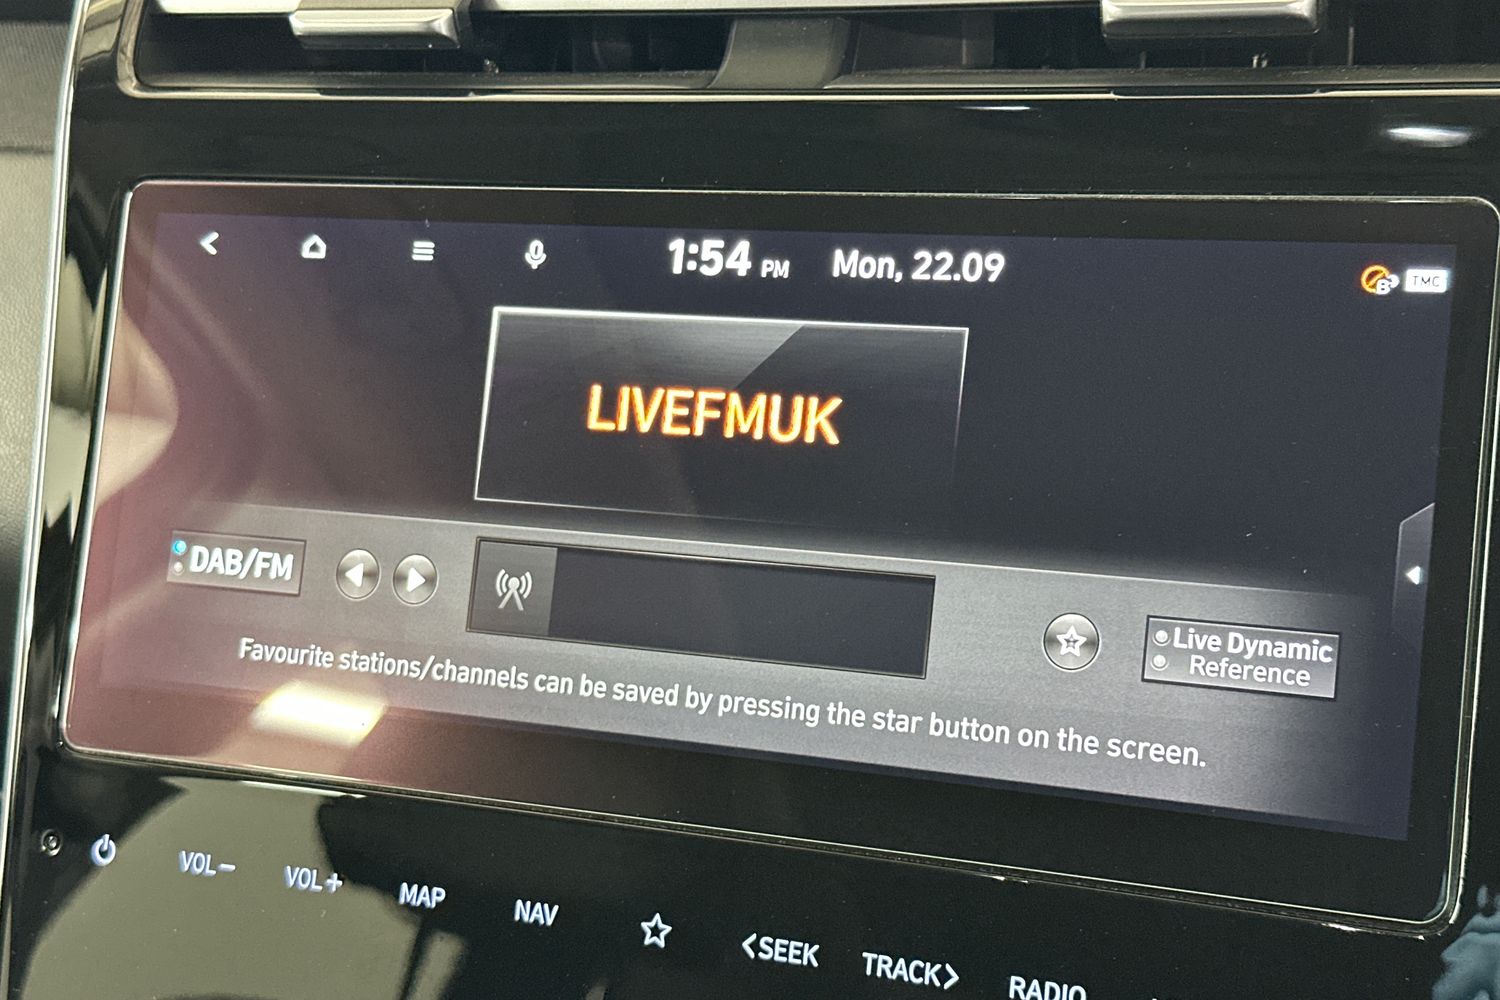 1:54 PM Mon, 22.09
TMC
LIVEFMUK
DAB/FM
Live Dynamic
Reference
Favourite stations/channels can be saved by pressing the star button on the screen.
VOL− VOL+ MAP NAV <SEEK TRACK> RADIO